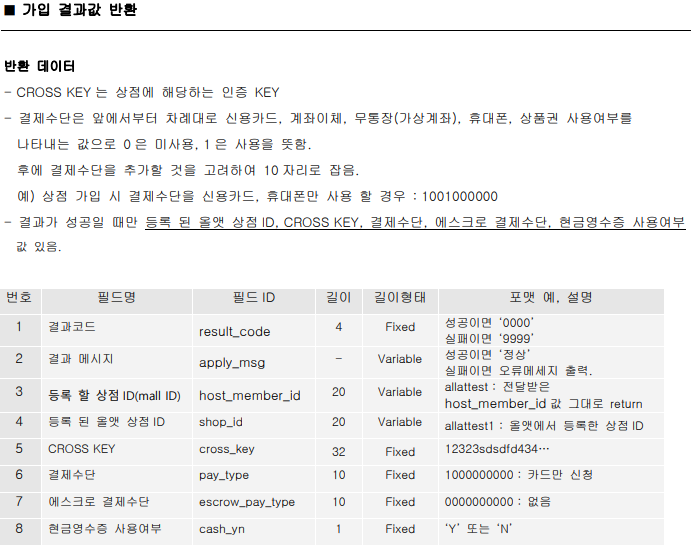 ■ 가입 결과값 반환
반환 데이터
- CROSS KEY 는 상점에 해당하는 인증 KEY
- 결제수단은 앞에서부터 차례대로 신용카드, 계좌이체, 무통장(가상계좌), 휴대폰, 상품권 사용여부를
나타내는 값으로 0 은 미사용, 1 은 사용을 뜻함.
후에 결제수단을 추가할 것을 고려하여 10 자리로 잡음.
예) 상점 가입 시 결제수단을 신용카드, 휴대폰만 사용 할 경우 : 1001000000
- 결과가 성공일 때만 등록 된 올앳 상점 ID, CROSS KEY, 결제수단, 에스크로 결제수단, 현금영수증 사용여부
값 있음.
번호 필드명 필드 ID 길이 길이형태 포맷 예, 설명
1 결과코드 result_code 4 Fixed 성공이면 ‘0000’
실패이면 ‘9999’
2 결과 메시지 apply_msg - Variable 성공이면 ‘정상’
실패이면 오류메세지 출력.
3 등록 할 상점 ID(mall ID) host_member_id 20 Variable allattest : 전달받은
host_member_id 값 그대로 return
4 등록 된 올앳 상점 ID shop_id 20 Variable allattest1 : 올앳에서 등록한 상점 ID
5 CROSS KEY cross_key 32 Fixed 12323sdsdfd434…
6 결제수단 pay_type 10 Fixed 1000000000 : 카드만 신청
7 에스크로 결제수단 escrow_pay_type 10 Fixed 0000000000 : 없음
8 현금영수증 사용여부 cash_yn 1 Fixed ‘Y’ 또는 ‘N’